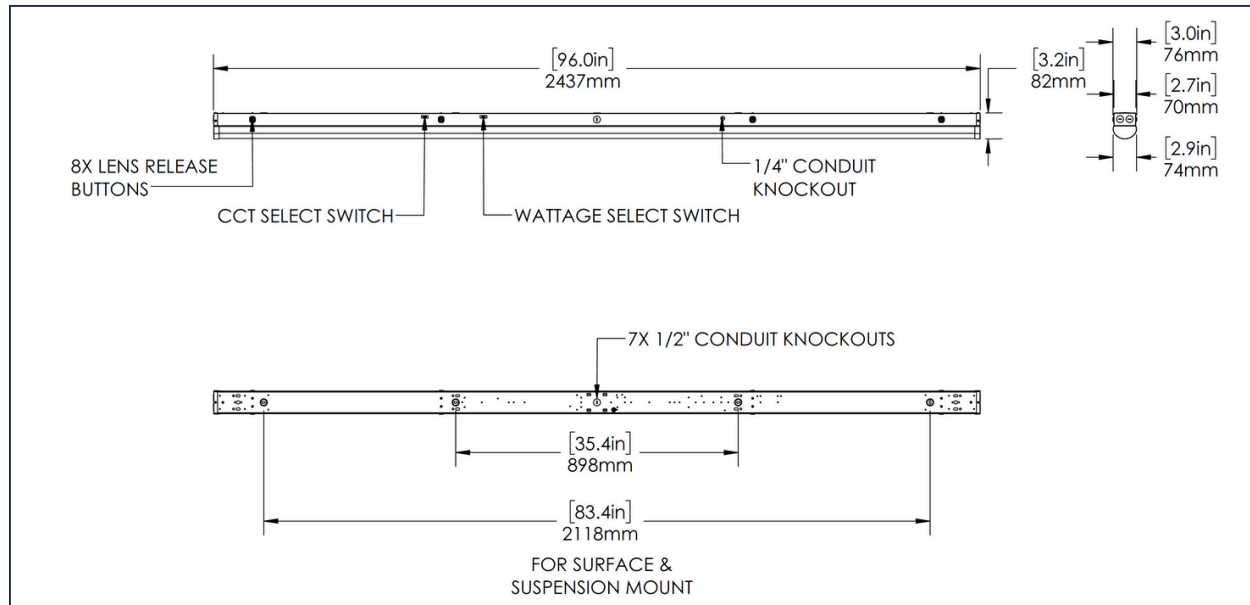 [96.0in]
2437mm
[3.2in]
82mm
[3.0in]
76mm
[2.7in]
70mm
[2.9in]
74mm
8X LENS RELEASE
BUTTONS
CCT SELECT SWITCH
WATTAGE SELECT SWITCH
1/4" CONDUIT
KNOCKOUT
7X 1/2" CONDUIT KNOCKOUTS
[35.4in]
898mm
[83.4in]
2118mm
FOR SURFACE &
SUSPENSION MOUNT